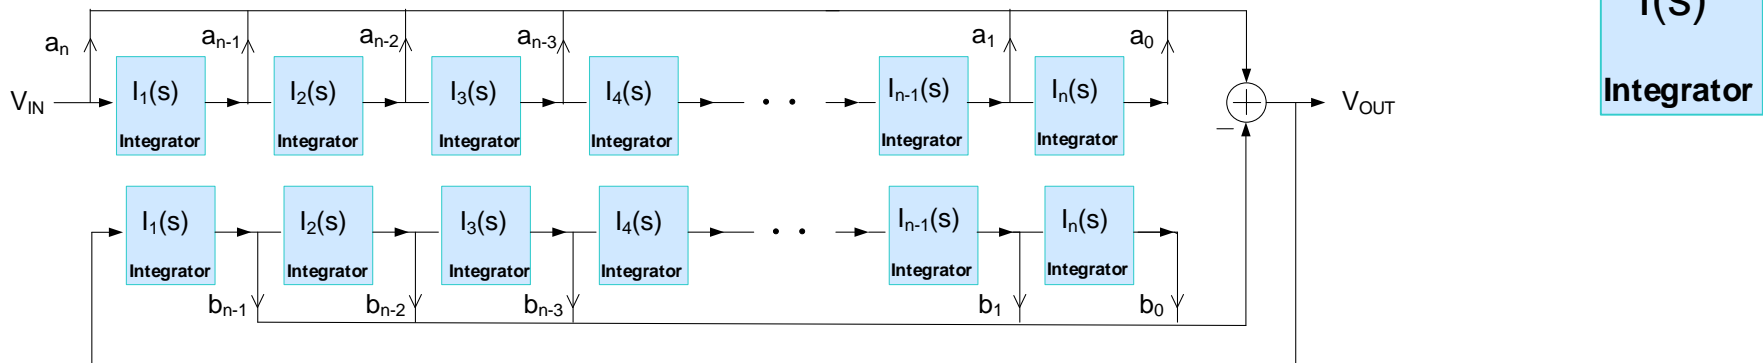 I(s)
Integrator
aₙ aₙ₋₁ aₙ₋₂ aₙ₋₃ a₁ a₀
V_IN I₁(s) I₂(s) I₃(s) I₄(s) · · Iₙ₋₁(s) Iₙ(s) + V_OUT
Integrator Integrator Integrator Integrator Integrator Integrator −
I₁(s) I₂(s) I₃(s) I₄(s) · · Iₙ₋₁(s) Iₙ(s)
Integrator Integrator Integrator Integrator Integrator Integrator
bₙ₋₁ bₙ₋₂ bₙ₋₃ b₁ b₀